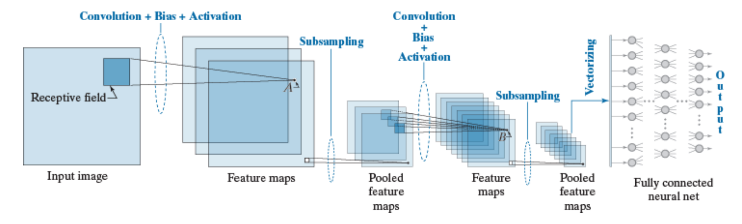 Convolution + Bias + Activation
Subsampling
Convolution
+
Bias
+
Activation
Subsampling
Vectorizing
Output
Receptive field
A
B
Input image
Feature maps
Pooled
feature
maps
Feature
maps
Pooled
feature
maps
Fully connected
neural net